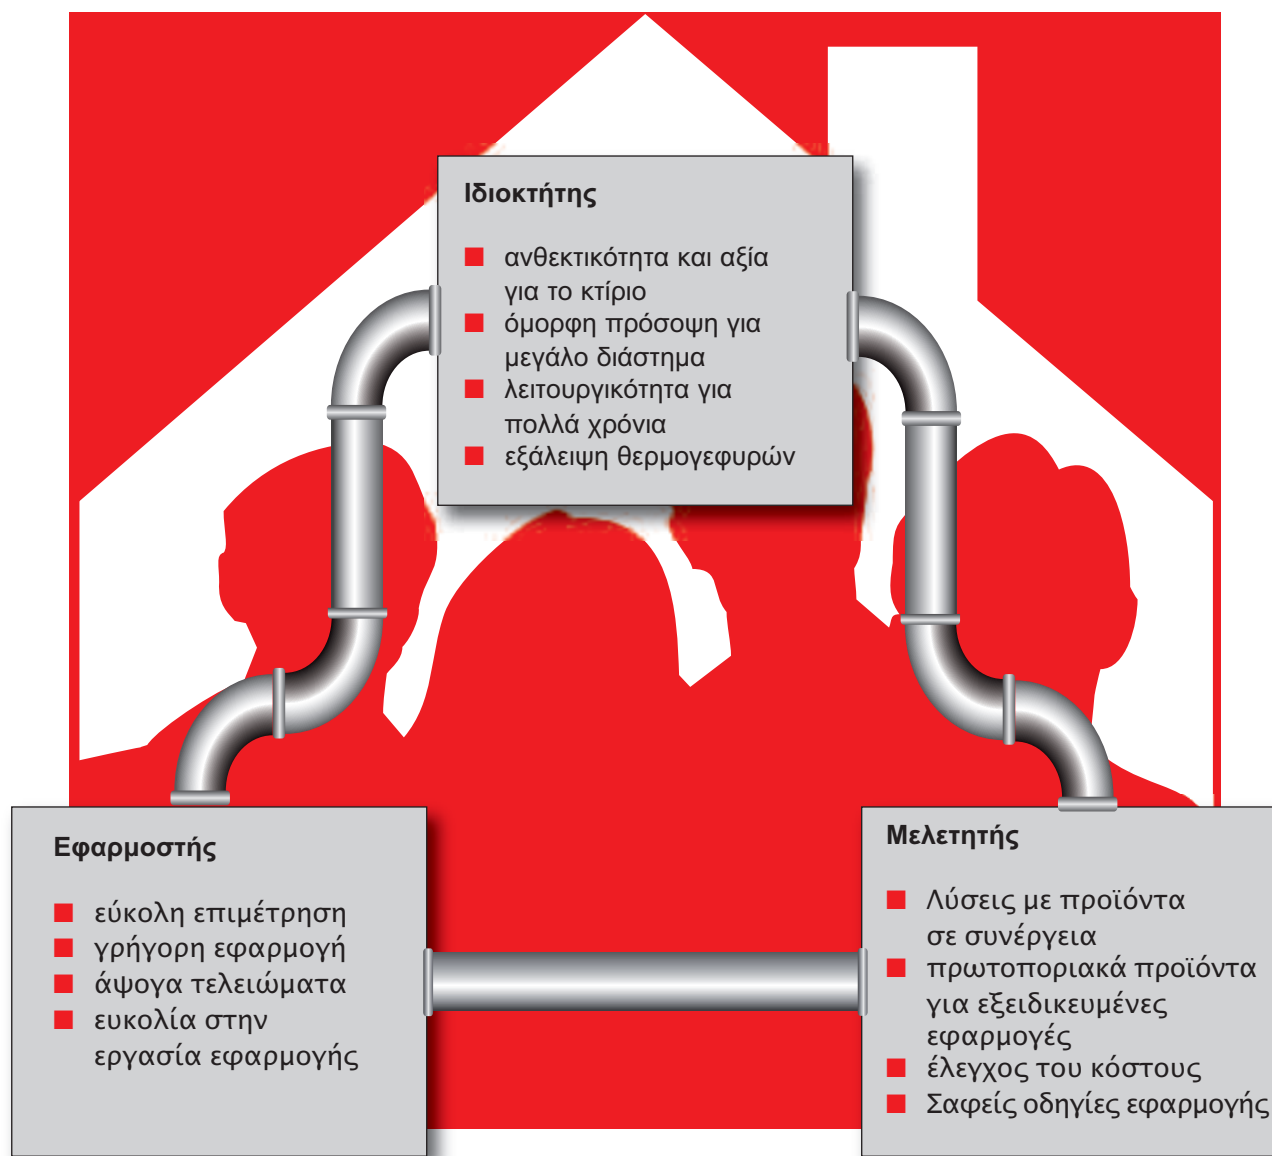 Ιδιοκτήτης
ανθεκτικότητα και αξία
για το κτίριο
όμορφη πρόσοψη για
μεγάλο διάστημα
λειτουργικότητα για
πολλά χρόνια
εξάλειψη θερμογεφυρών
Εφαρμοστής
εύκολη επιμέτρηση
γρήγορη εφαρμογή
άψογα τελειώματα
ευκολία στην
εργασία εφαρμογής
Μελετητής
Λύσεις με προϊόντα
σε συνέργεια
πρωτοποριακά προϊόντα
για εξειδικευμένες
εφαρμογές
έλεγχος του κόστους
Σαφείς οδηγίες εφαρμογής